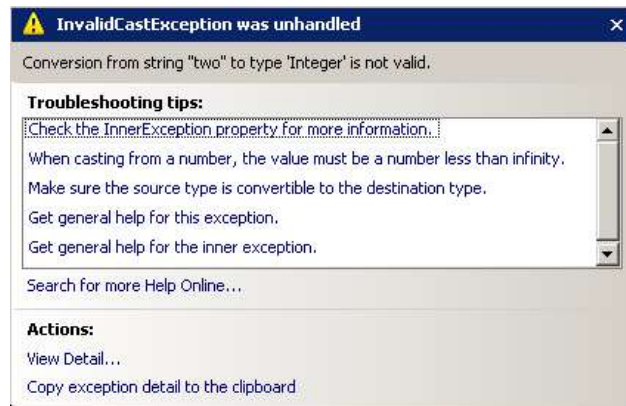 InvalidCastException was unhandled
Conversion from string "two" to type 'Integer' is not valid.
Troubleshooting tips:
Check the InnerException property for more information.
When casting from a number, the value must be a number less than infinity.
Make sure the source type is convertible to the destination type.
Get general help for this exception.
Get general help for the inner exception.
Search for more Help Online...
Actions:
View Detail...
Copy exception detail to the clipboard